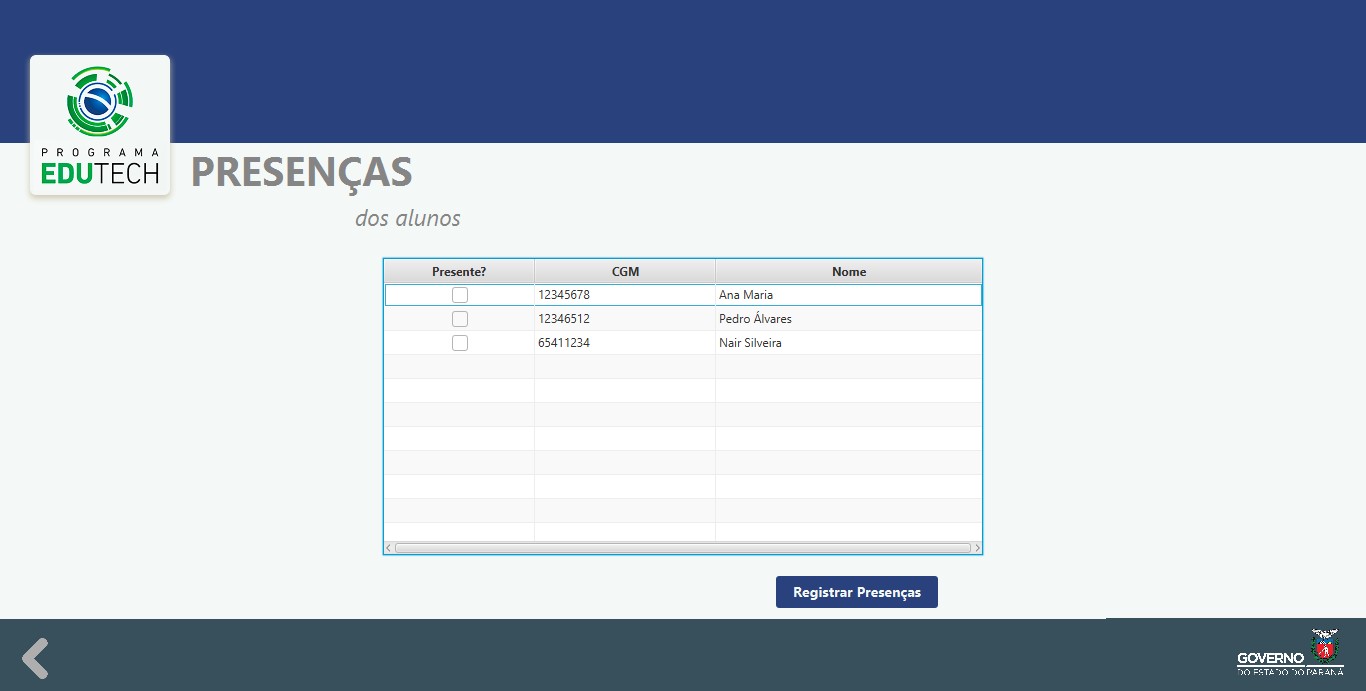 PROGRAMA
EDUTECH
PRESENÇAS
dos alunos
Presente? CGM Nome
12345678 Ana Maria
12346512 Pedro Álvares
65411234 Nair Silveira
Registrar Presenças
GOVERNO
DO ESTADO DO PARANÁ